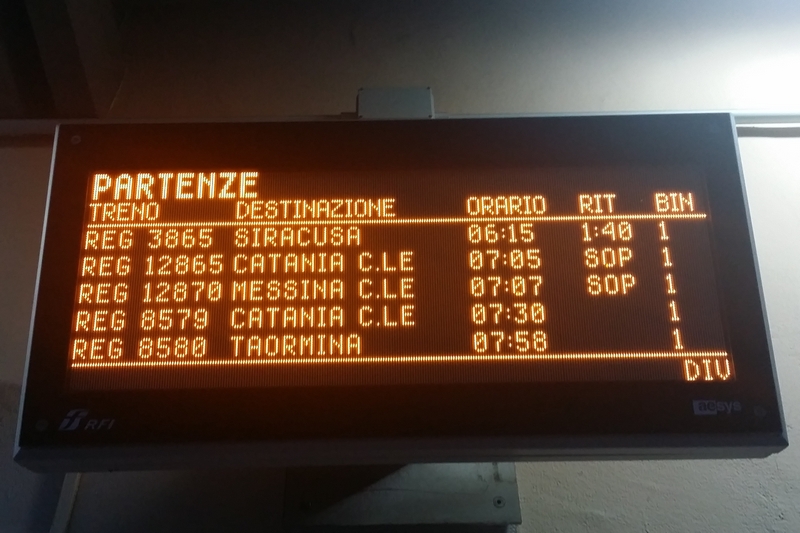 PARTENZE
TRENO DESTINAZIONE ORARIO RIT BIN
REG 3865 SIRACUSA 06:15 1:40 1
REG 12865 CATANIA C.LE 07:05 SOP 1
REG 12870 MESSINA C.LE 07:07 SOP 1
REG 8579 CATANIA C.LE 07:30 1
REG 8580 TAORMINA 07:58 1
DIV
RFI